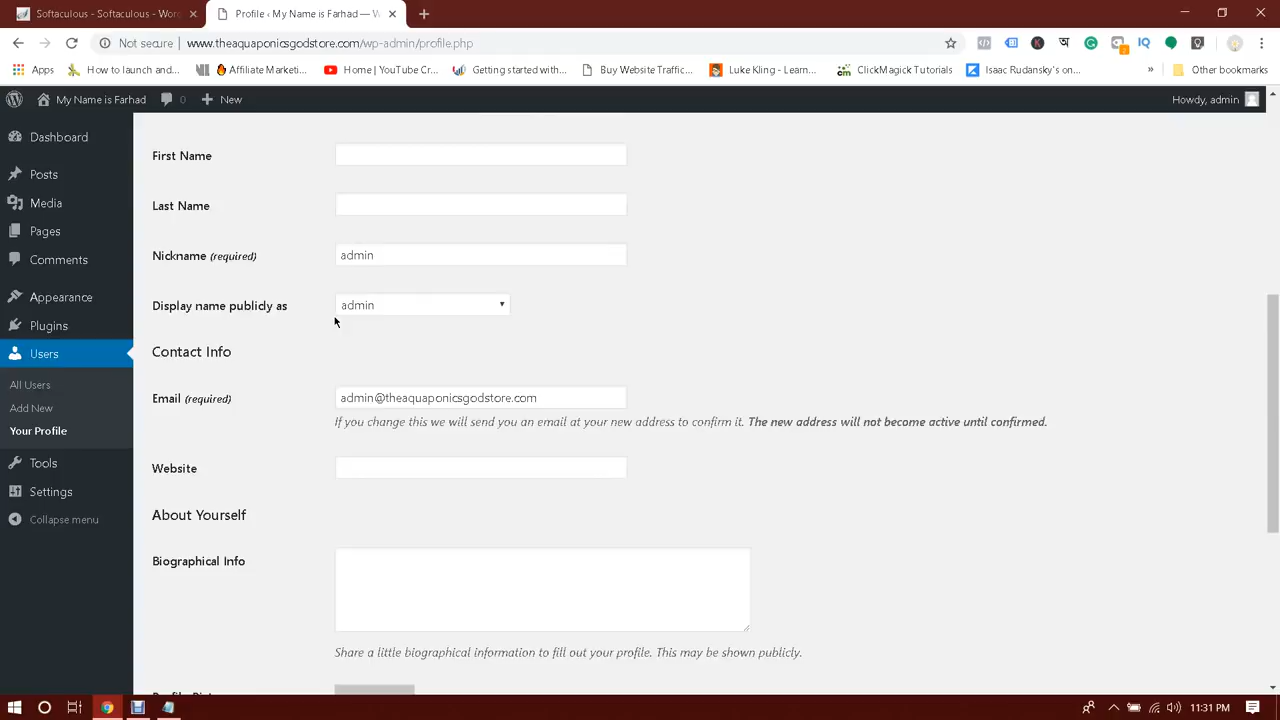 Softaculous - Softaculous - Wor
Profile ‹ My Name is Farhad — W
Not secure
www.theaquaponicsgodstore.com/wp-admin/profile.php
Apps
How to launch and...
Affiliate Marketi...
Home | YouTube Cr...
Getting started with...
Buy Website Traffic...
Luke Kling - Learn...
ClickMagick Tutorials
Isaac Rudansky's on...
»
Other bookmarks
My Name is Farhad
0
New
Howdy, admin
Dashboard
Posts
Media
Pages
Comments
Appearance
Plugins
Users
All Users
Add New
Your Profile
Tools
Settings
Collapse menu
First Name
Last Name
Nickname (required)
admin
Display name publicly as
admin
Contact Info
Email (required)
admin@theaquaponicsgodstore.com
If you change this we will send you an email at your new address to confirm it. The new address will not become active until confirmed.
Website
About Yourself
Biographical Info
Share a little biographical information to fill out your profile. This may be shown publicly.
11:31 PM